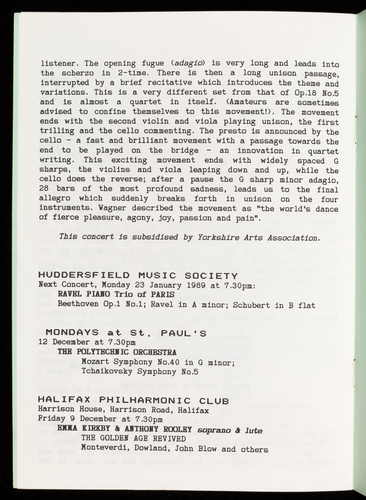 listener. The opening fugue (adagio) is very long and leads into
the scherzo in 2-time. There is then a long unison passage,
interrupted by a brief recitative which introduces the theme and
variations. This is a very different set from that of Op.18 No.5
and is almost a quartet in itself. (Amateurs are sometimes
advised to confine themselves to this movement!). The movement
ends with the second violin and viola playing unison, the first
trilling and the cello commenting. The presto is announced by the
cello - a fast and brilliant movement with a passage towards the
end to be played on the bridge - an innovation in quartet
writing. This exciting movement ends with widely spaced G
sharps, the violins and viola leaping down and up, while the
cello does the reverse; after a pause the G sharp minor adagio,
28 bars of the most profound sadness, leads us to the final
allegro which suddenly breaks forth in unison on the four
instruments. Wagner described the movement as "the world's dance
of fierce pleasure, agony, joy, passion and pain".
This concert is subsidised by Yorkshire Arts Association.
HUDDERSFIELD MUSIC SOCIETY
Next Concert, Monday 23 January 1989 at 7.30pm:
RAVEL PIANO Trio of PARIS
Beethoven Op.1 No.1; Ravel in A minor; Schubert in B flat
MONDAYS at St. PAUL'S
12 December at 7.30pm
THE POLYTECHNIC ORCHESTRA
Mozart Symphony No.40 in G minor;
Tchaikovsky Symphony No.5
HALIFAX PHILHARMONIC CLUB
Harrison House, Harrison Road, Halifax
Friday 9 December at 7.30pm
EMMA KIRKBY & ANTHONY ROOLEY soprano & lute
THE GOLDEN AGE REVIVED
Monteverdi, Dowland, John Blow and others